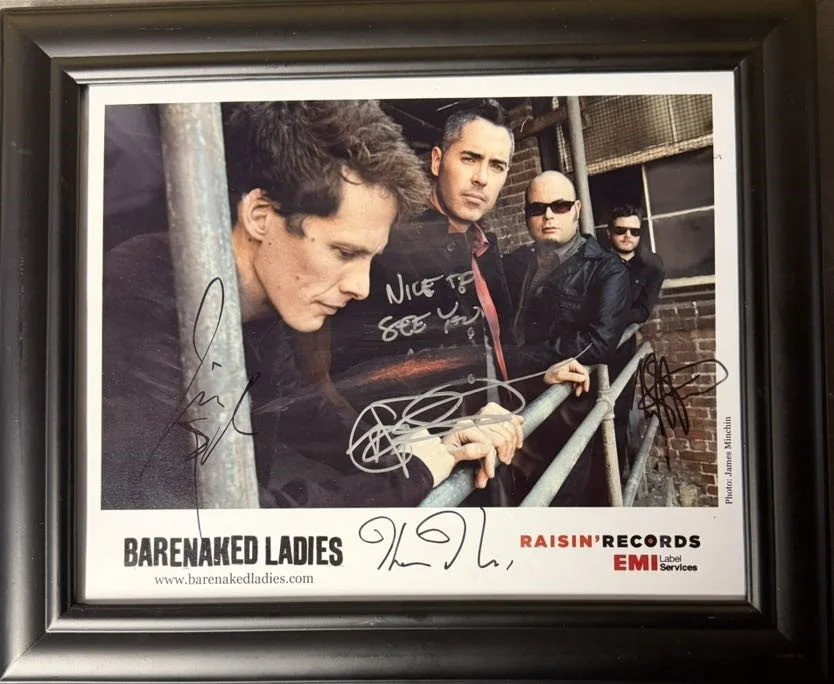 NICE TO
SEE YOU
Photo: James Minchin
BARENAKED LADIES
www.barenakedladies.com
RAISIN' RECORDS
EMI Label
Services